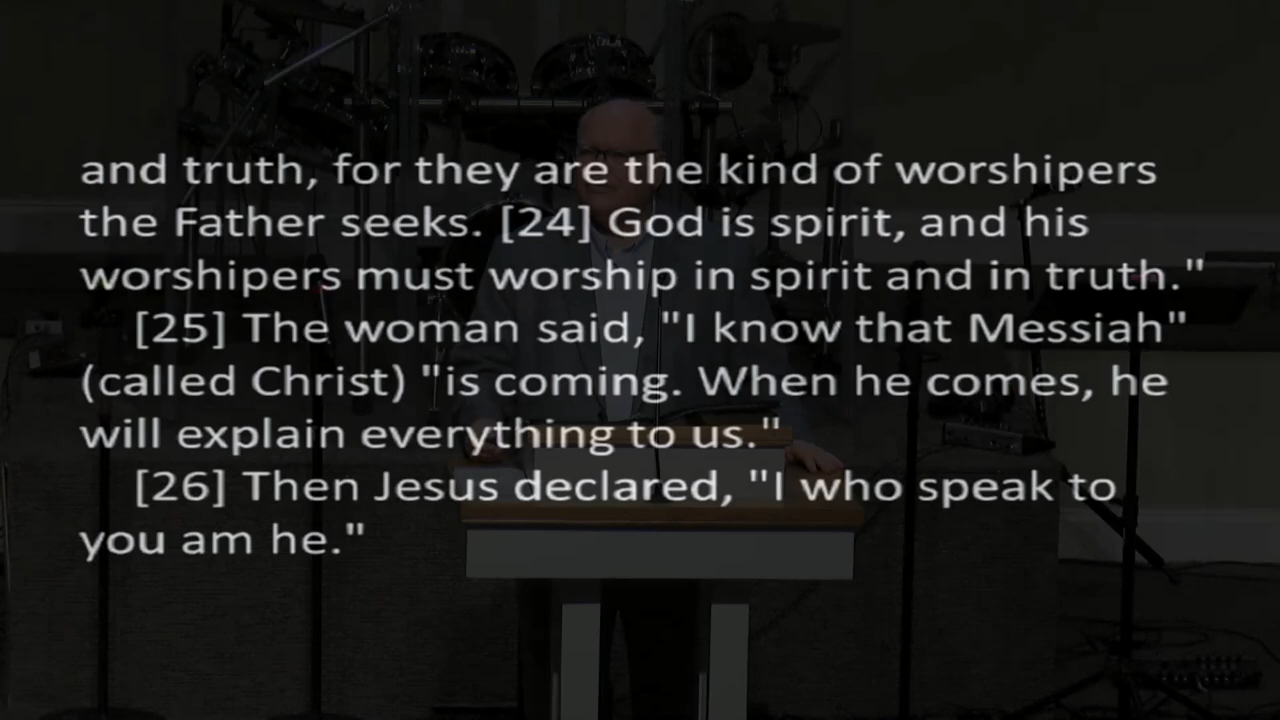 and truth, for they are the kind of worshipers
the Father seeks. [24] God is spirit, and his
worshipers must worship in spirit and in truth."
[25] The woman said, "I know that Messiah"
(called Christ) "is coming. When he comes, he
will explain everything to us."
[26] Then Jesus declared, "I who speak to
you am he."